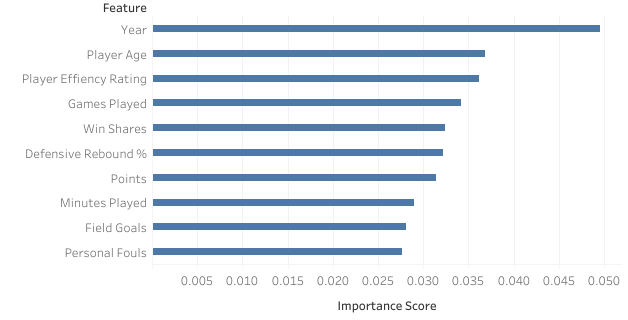 Feature
Year
Player Age
Player Effiency Rating
Games Played
Win Shares
Defensive Rebound %
Points
Minutes Played
Field Goals
Personal Fouls
0.005 0.010 0.015 0.020 0.025 0.030 0.035 0.040 0.045 0.050
Importance Score